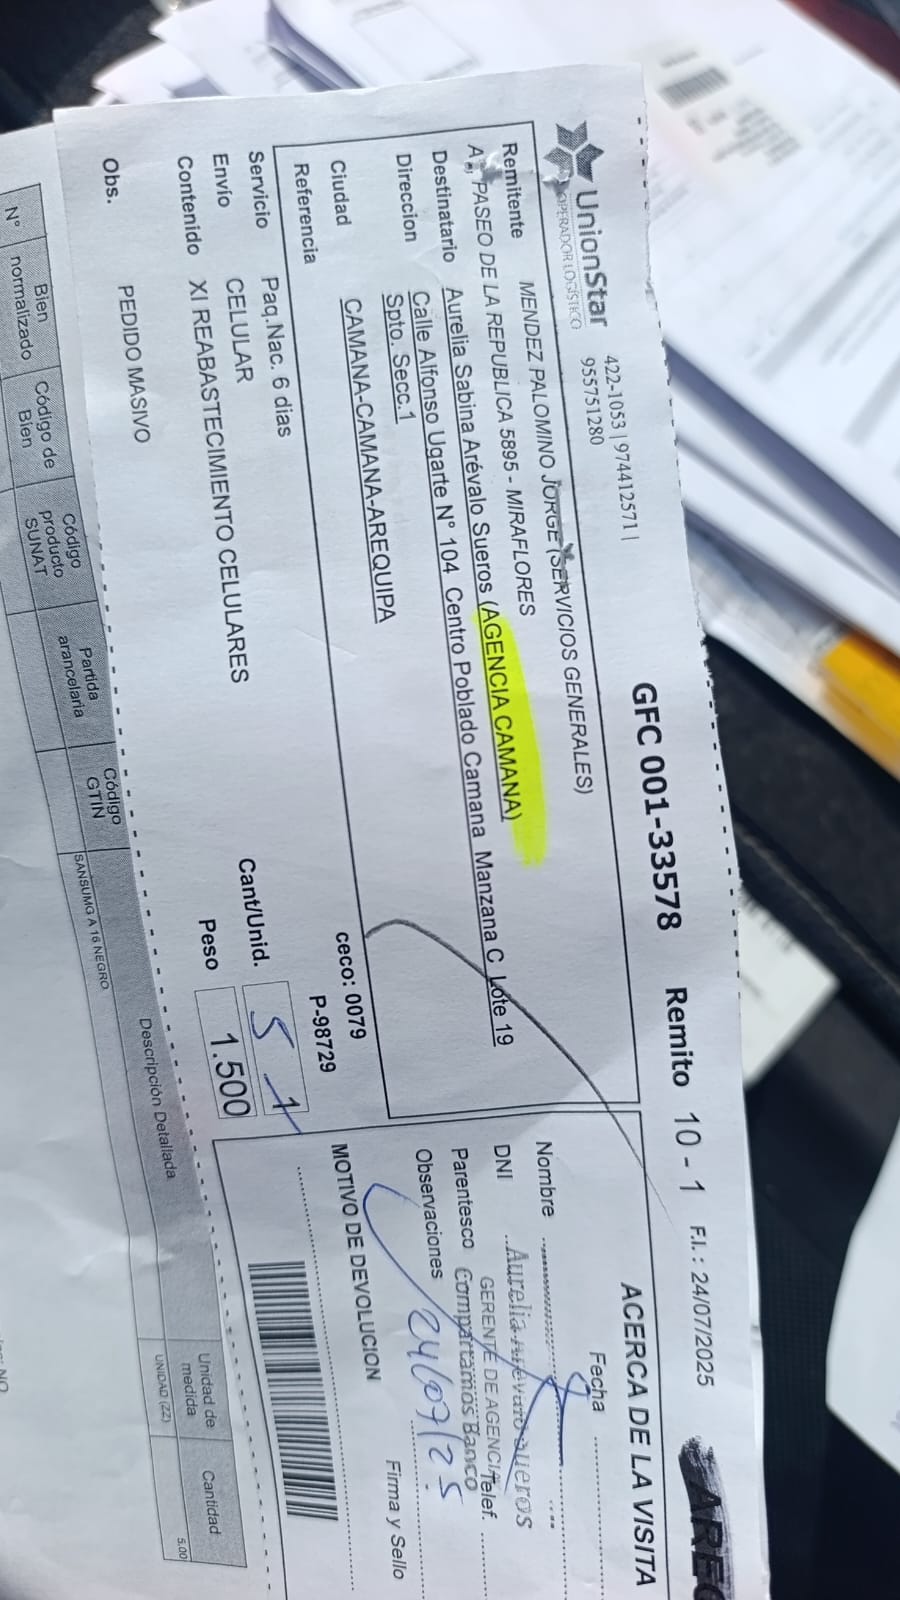 UnionStar
OPERADOR LOGÍSTICO
422-1053 | 974412571 |
955751280
GFC 001-33578 Remito 10 - 1 F.I.: 24/07/2025
Remitente MENDEZ PALOMINO JORGE (SERVICIOS GENERALES)
PASEO DE LA REPUBLICA 5895 - MIRAFLORES
Destinatario Aurelia Sabina Arévalo Sueros (AGENCIA CAMANA)
Direccion Calle Alfonso Ugarte N° 104 Centro Poblado Camana Manzana C Lote 19
Spto. Secc.1
Ciudad CAMANA-CAMANA-AREQUIPA ceco: 0079
Referencia P-98729
Servicio Paq.Nac. 6 dias
Envío CELULAR Cant/Unid. 5 1
Contenido XI REABASTECIMIENTO CELULARES Peso 1.500
Obs. PEDIDO MASIVO
ACERCA DE LA VISITA
Fecha
Nombre
DNI
Parentesco
Telef.
Observaciones
Aurelia Arévalo Sueros
GERENTE DE AGENCIA
Compartamos Banco
24/07/25
MOTIVO DE DEVOLUCION
Firma y Sello
N° Bien normalizado Código de Bien Código producto SUNAT Partida arancelaria Código GTIN Descripción Detallada Unidad de medida Cantidad
SANSUMG A 16 NEGRO UNIDAD (ZZ) 5.00